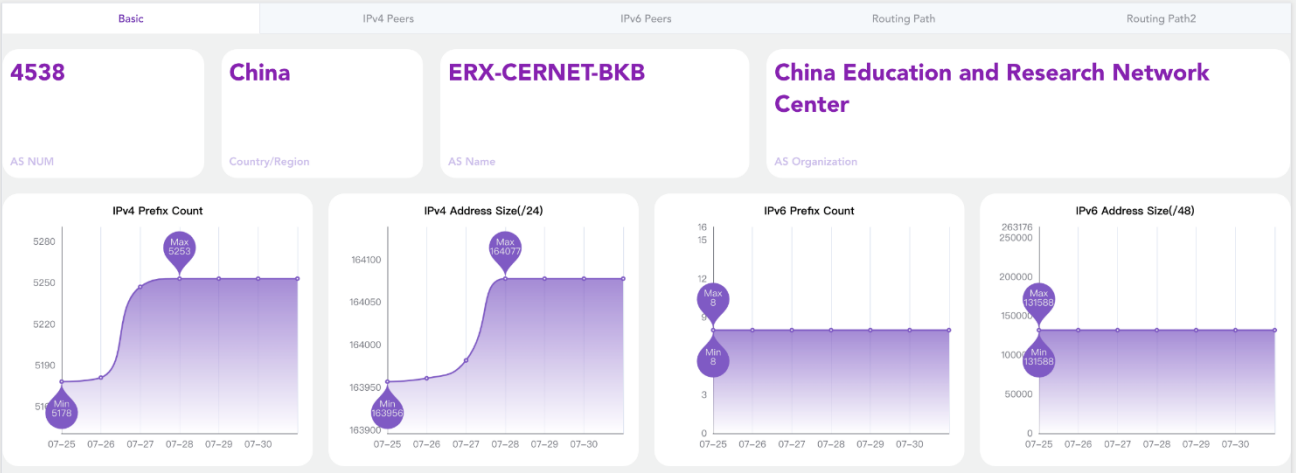 Basic
IPv4 Peers
IPv6 Peers
Routing Path
Routing Path2
4538
AS NUM
China
Country/Region
ERX-CERNET-BKB
AS Name
China Education and Research Network
Center
AS Organization
IPv4 Prefix Count
5280
5250
5220
5190
Max
5253
Min
5178
07-25 07-26 07-27 07-28 07-29 07-30
IPv4 Address Size(/24)
164100
164050
164000
163950
163900
Max
164077
Min
163956
07-25 07-26 07-27 07-28 07-29 07-30
IPv6 Prefix Count
16
15
12
9
3
0
Max
8
Min
8
07-25 07-26 07-27 07-28 07-29 07-30
IPv6 Address Size(/48)
263176
250000
200000
150000
50000
0
Max
131588
Min
131588
07-25 07-26 07-27 07-28 07-29 07-30